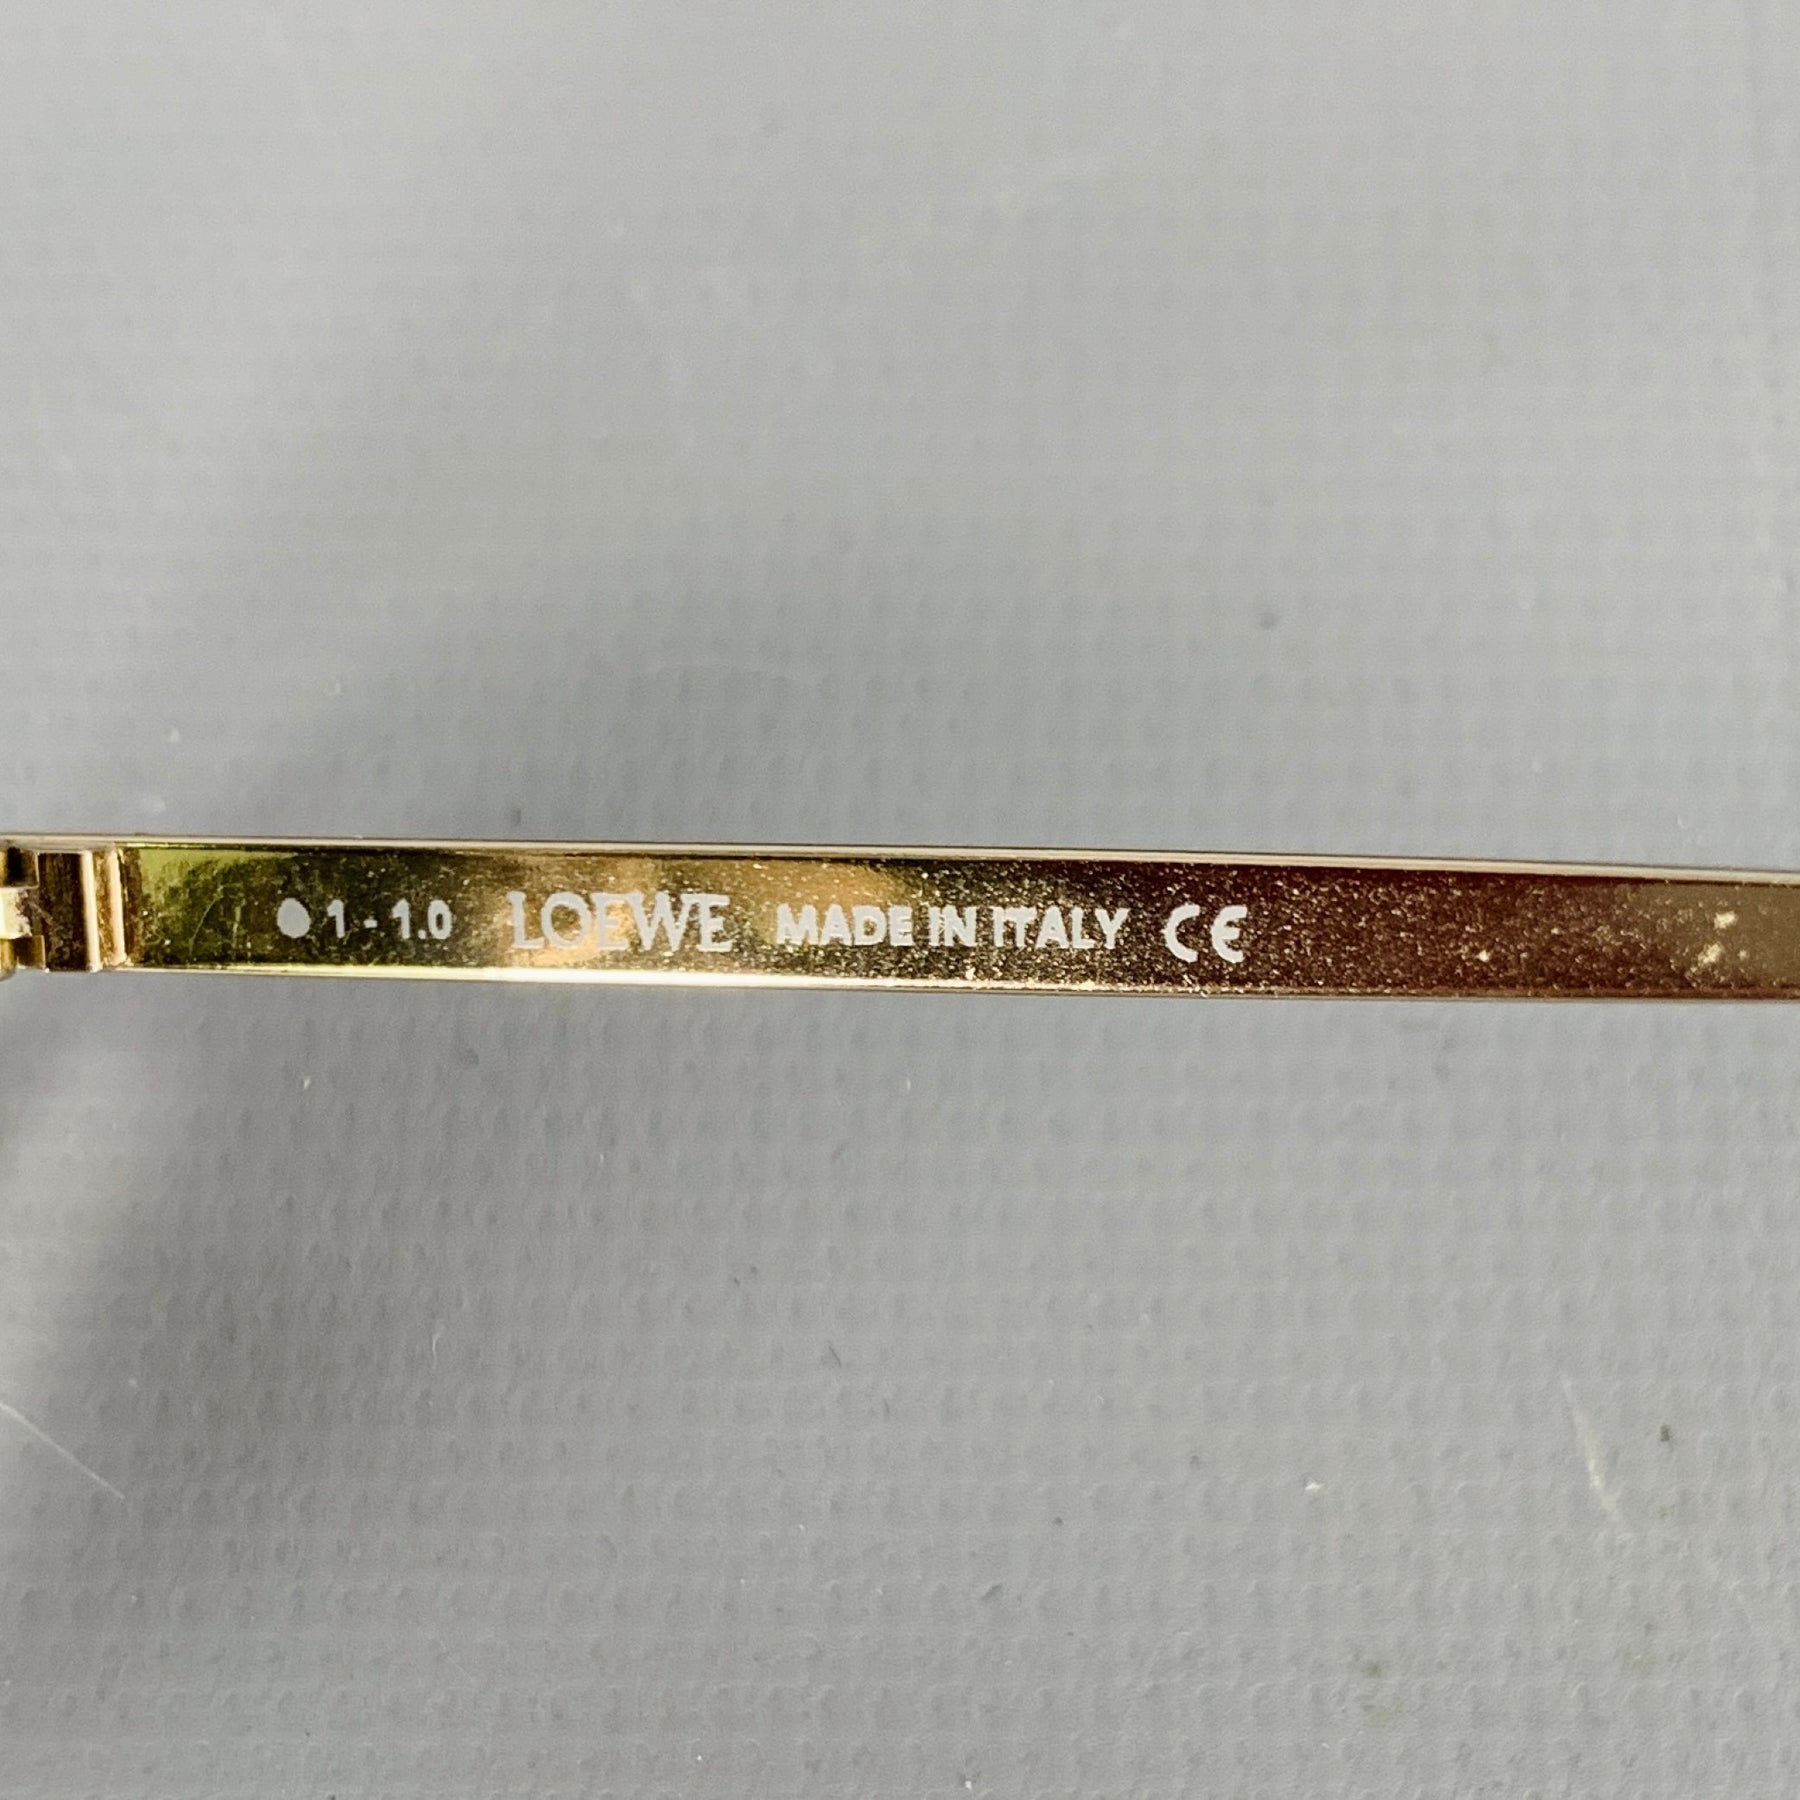 ●1 - 1.0 LOEWE MADE IN ITALY CE